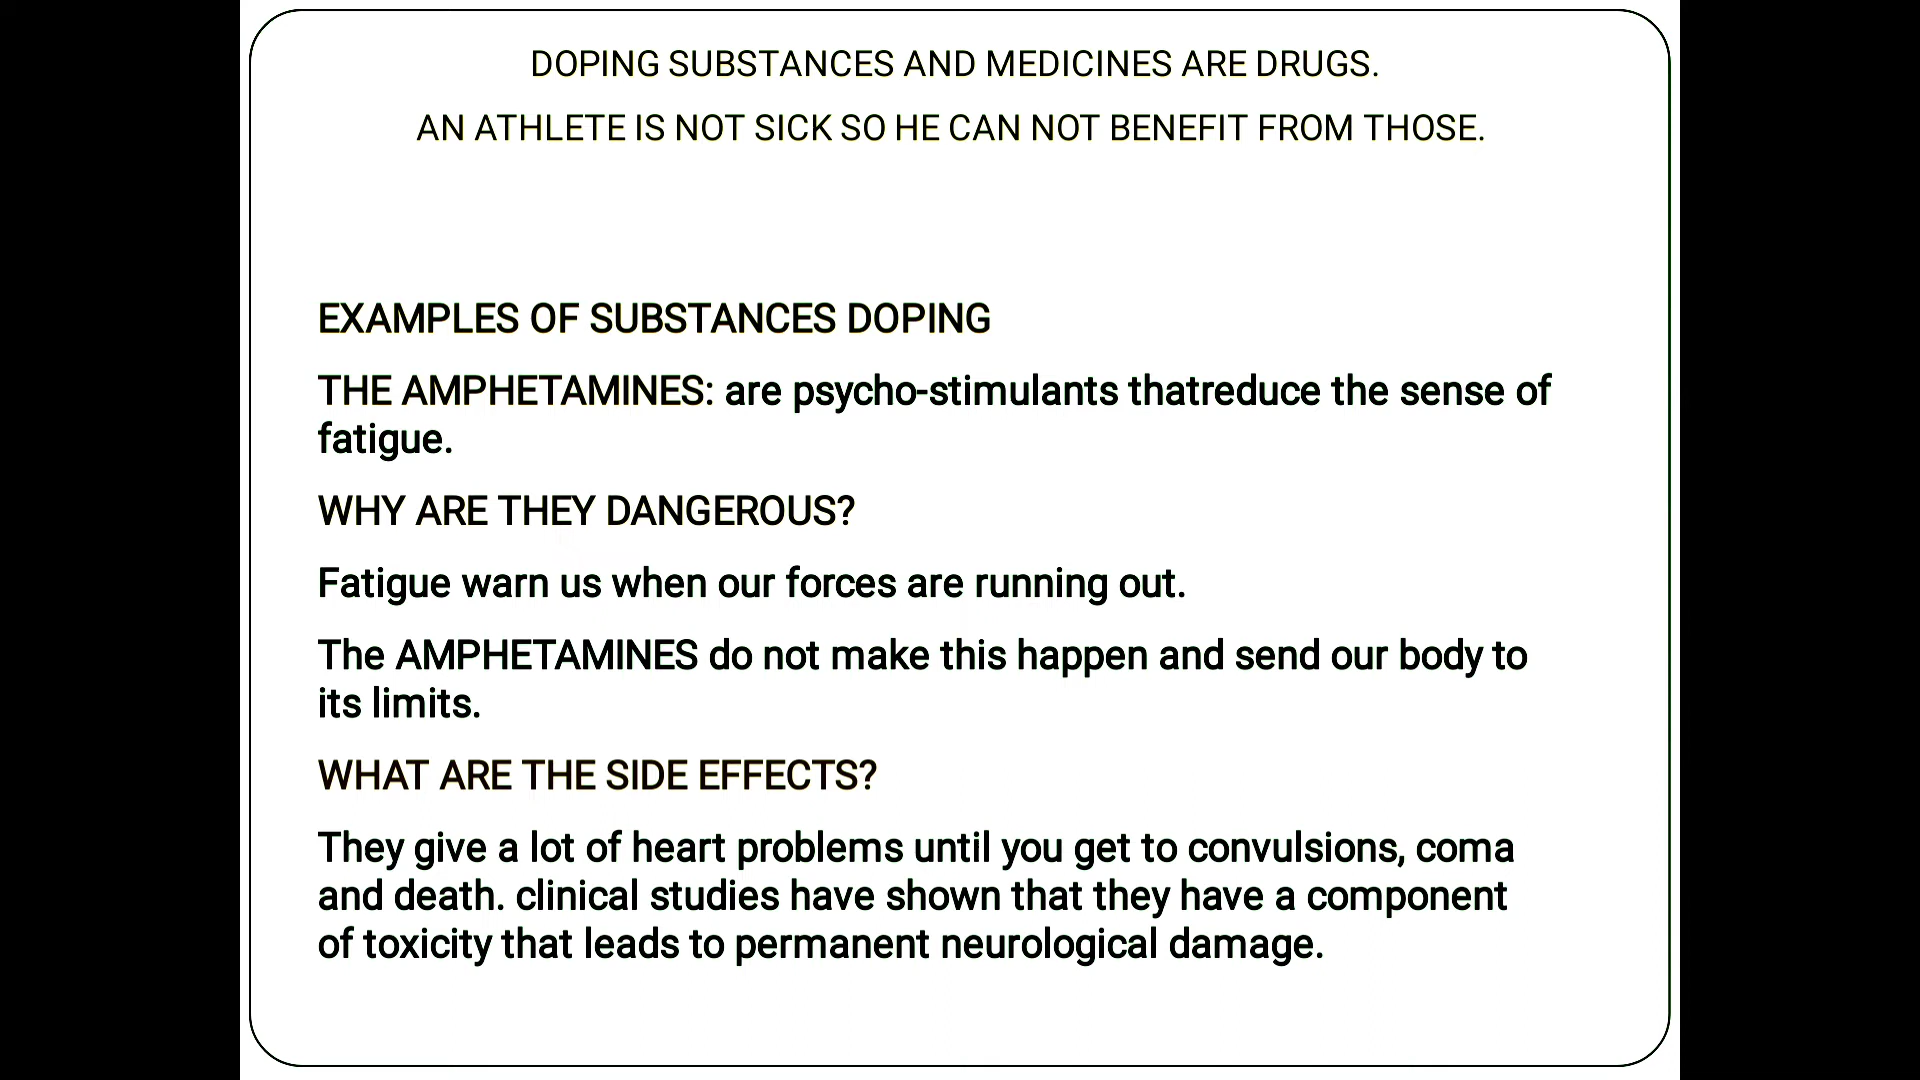 DOPING SUBSTANCES AND MEDICINES ARE DRUGS.
AN ATHLETE IS NOT SICK SO HE CAN NOT BENEFIT FROM THOSE.
EXAMPLES OF SUBSTANCES DOPING
THE AMPHETAMINES: are psycho-stimulants thatreduce the sense of
fatigue.
WHY ARE THEY DANGEROUS?
Fatigue warn us when our forces are running out.
The AMPHETAMINES do not make this happen and send our body to
its limits.
WHAT ARE THE SIDE EFFECTS?
They give a lot of heart problems until you get to convulsions, coma
and death. clinical studies have shown that they have a component
of toxicity that leads to permanent neurological damage.